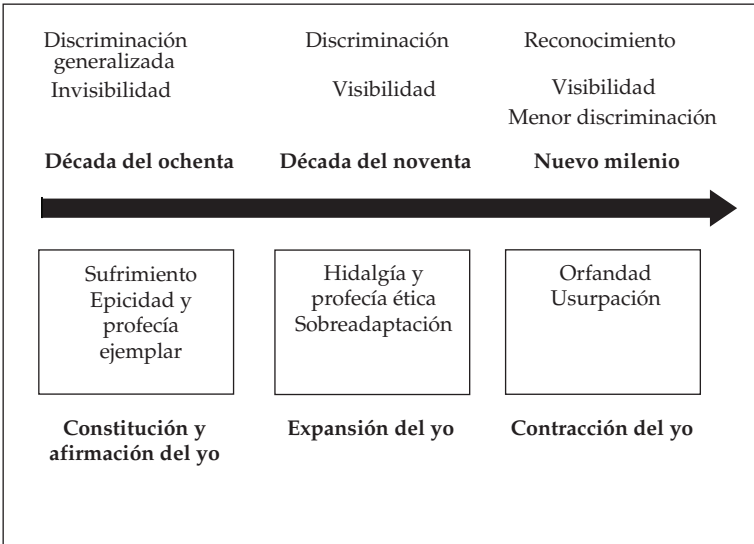 Discriminación
generalizada
Invisibilidad
Discriminación
Visibilidad
Reconocimiento
Visibilidad
Menor discriminación
Década del ochenta
Década del noventa
Nuevo milenio
Sufrimiento
Epicidad y
profecía
ejemplar
Hidalgía y
profecía ética
Sobreadaptación
Orfandad
Usurpación
Constitución y
afirmación del yo
Expansión del yo
Contracción del yo